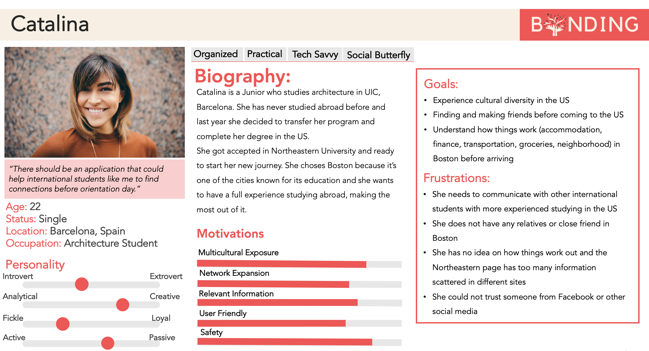 Catalina
BONDING
Organized Practical Tech Savvy Social Butterfly
"There should be an application that could
help international students like me to find
connections before orientation day."
Age: 22
Status: Single
Location: Barcelona, Spain
Occupation: Architecture Student
Personality
Introvert Extrovert
Analytical Creative
Fickle Loyal
Active Passive
Biography:
Catalina is a Junior who studies architecture in UIC,
Barcelona. She has never studied abroad before and
last year she decided to transfer her program and
complete her degree in the US.
She got accepted in Northeastern University and ready
to start her new journey. She choses Boston because it's
one of the cities known for its education and she wants
to have a full experience studying abroad, making the
most out of it.
Motivations
Multicultural Exposure
Network Expansion
Relevant Information
User Friendly
Safety
Goals:
• Experience cultural diversity in the US
• Finding and making friends before coming to the US
• Understand how things work (accommodation,
finance, transportation, groceries, neighborhood) in
Boston before arriving
Frustrations:
• She needs to communicate with other international
students with more experienced studying in the US
• She does not have any relatives or close friend in
Boston
• She has no idea on how things work out and the
Northeastern page has too many information
scattered in different sites
• She could not trust someone from Facebook or other
social media